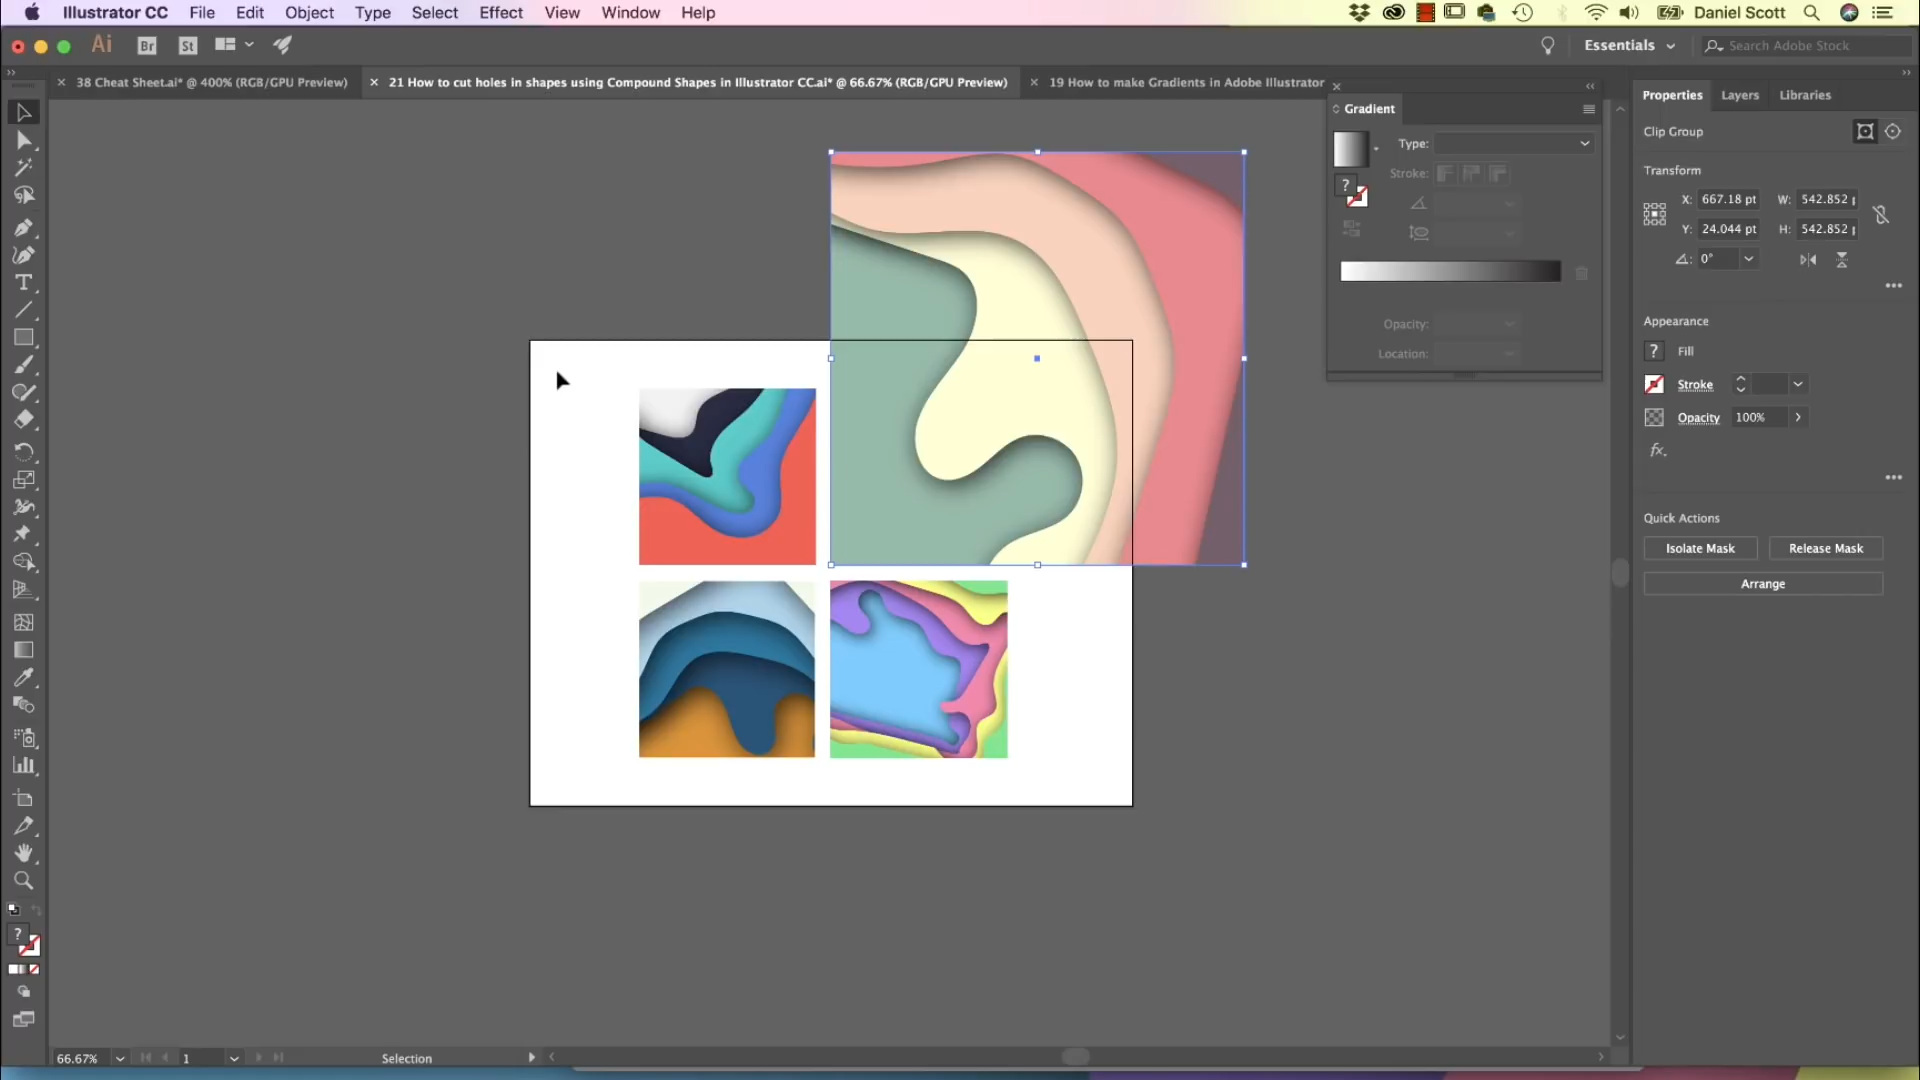 Illustrator CC File Edit Object Type Select Effect View Window Help Daniel Scott
Ai Br St Essentials Search Adobe Stock
38 Cheat Sheet.ai* @ 400% (RGB/GPU Preview) 21 How to cut holes in shapes using Compound Shapes in Illustrator CC.ai* @ 66.67% (RGB/GPU Preview) 19 How to make Gradients in Adobe Illustrator
Gradient
Type:
Stroke:
Opacity:
Location:
Properties Layers Libraries
Clip Group
Transform
X: 667.18 pt W: 542.852
Y: 24.044 pt H: 542.852
0°
Appearance
? Fill
Stroke
Opacity 100%
fx.
Quick Actions
Isolate Mask Release Mask
Arrange
66.67% 1 Selection